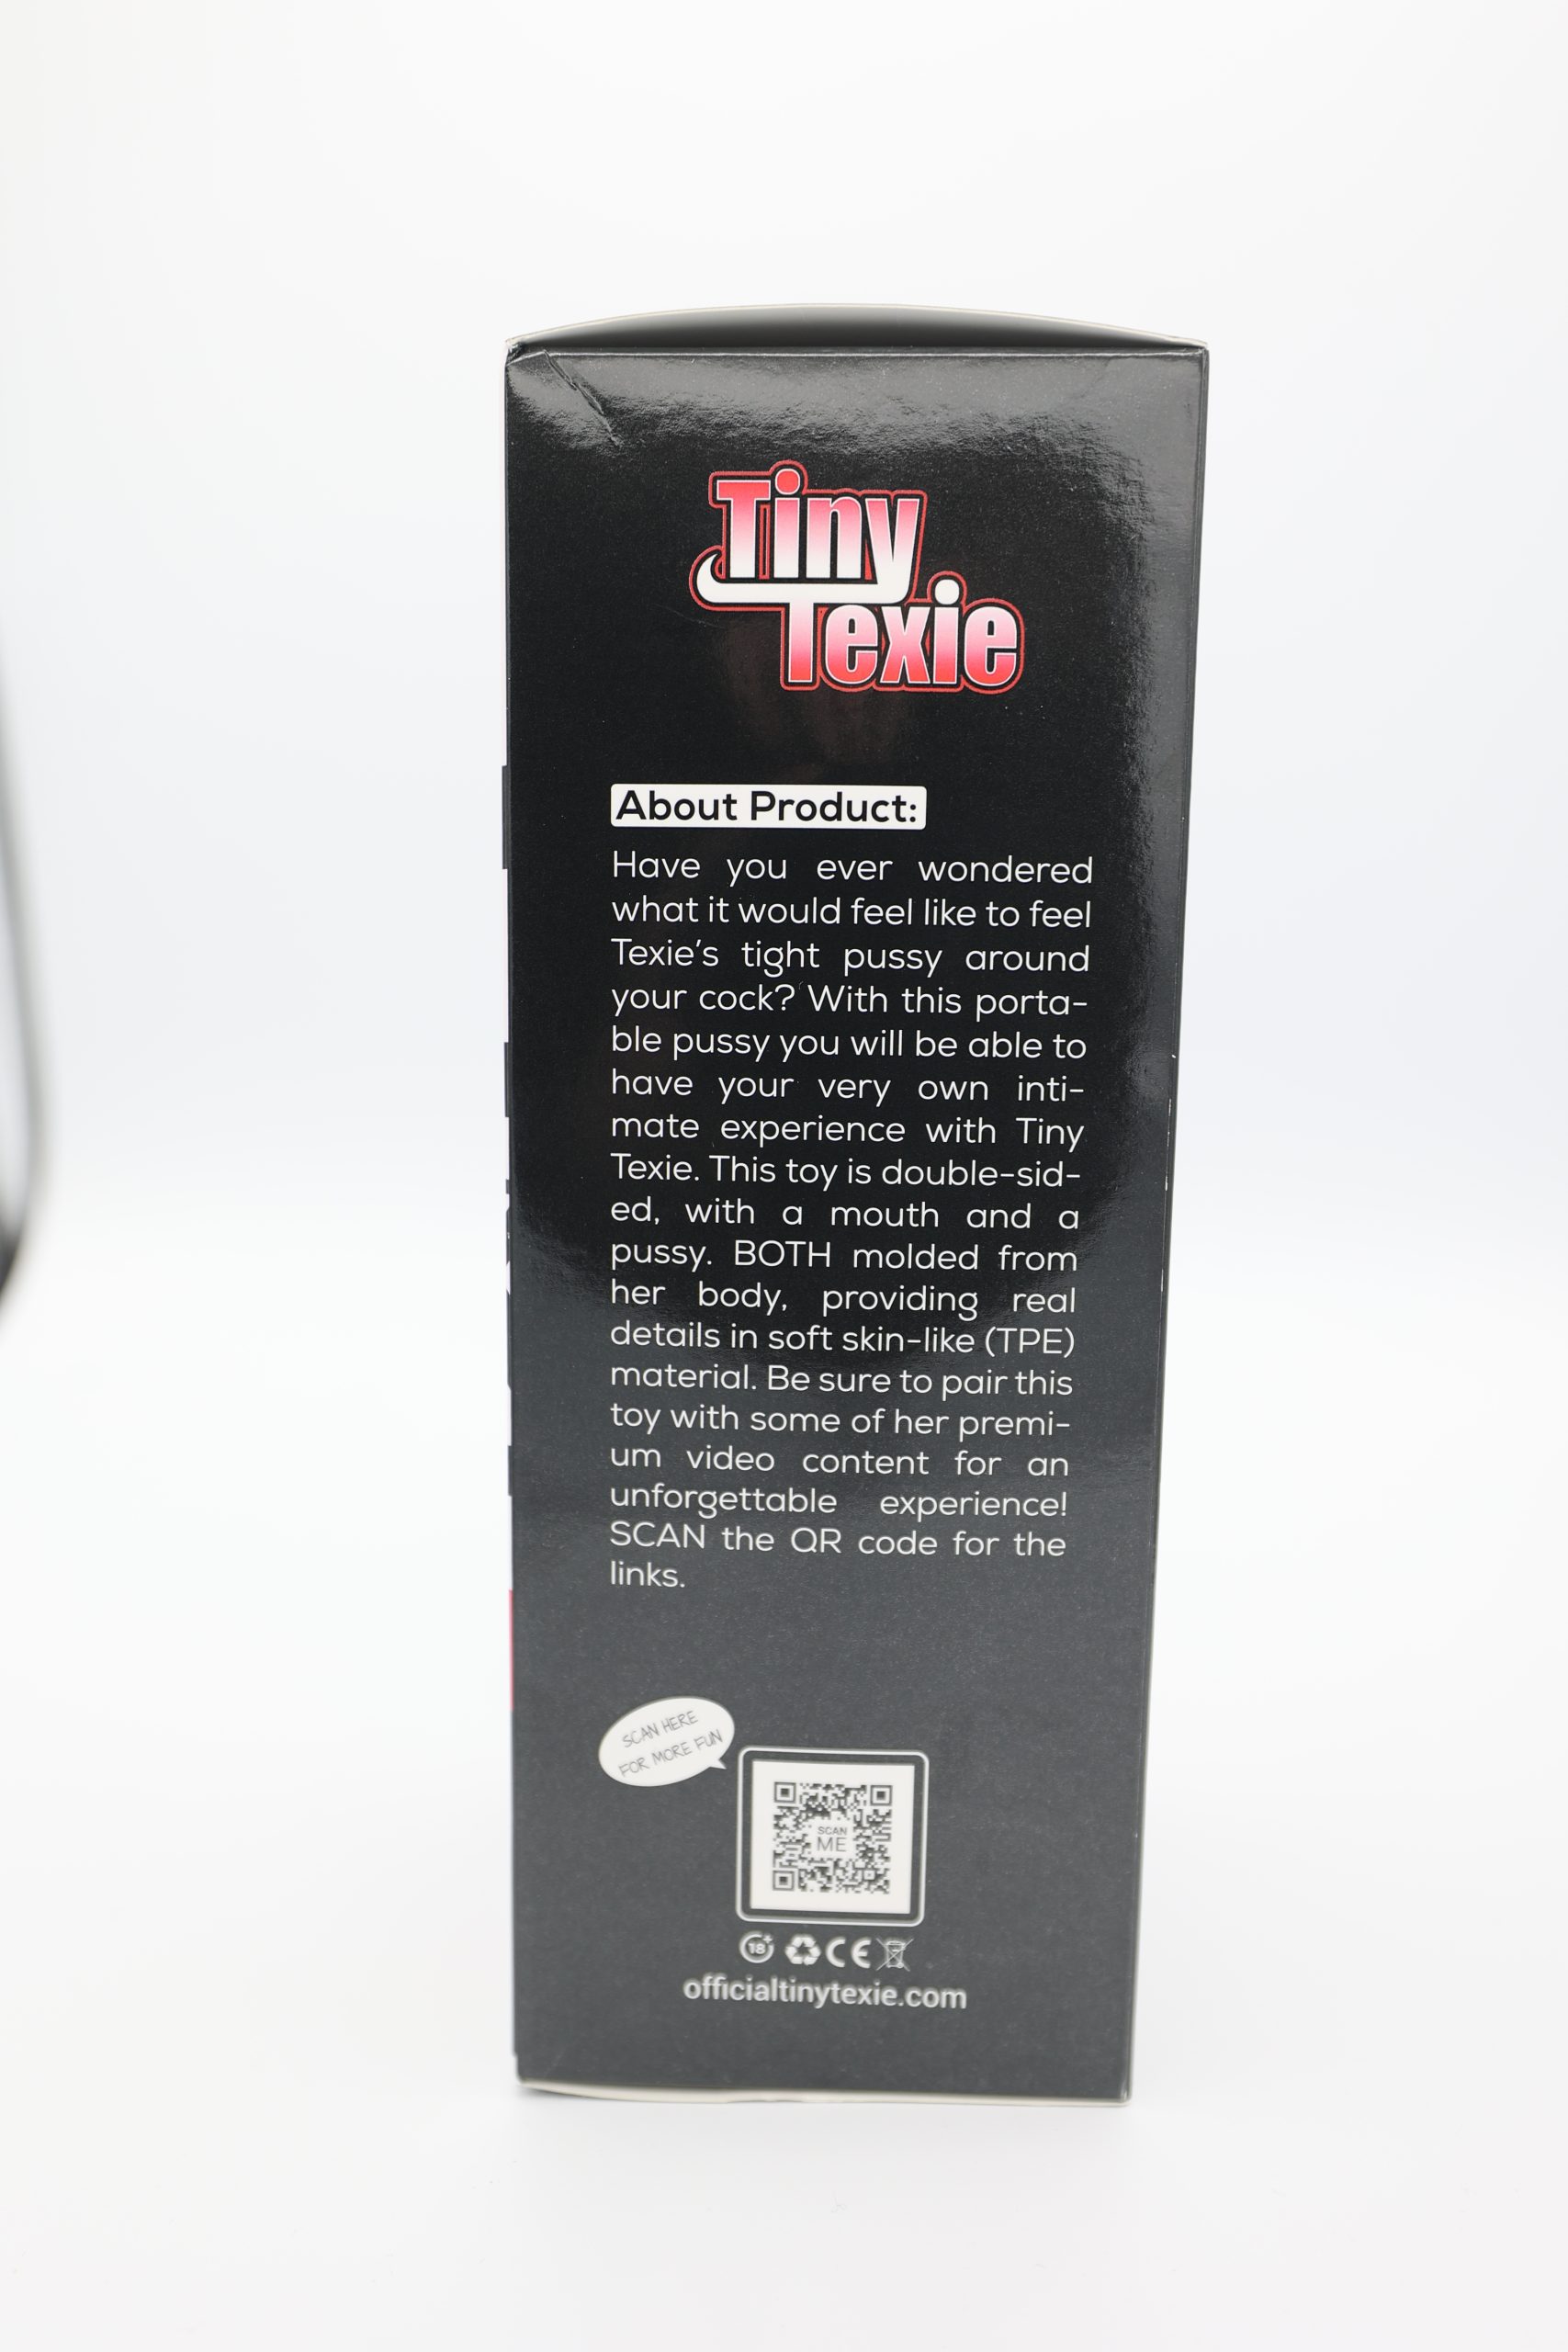 Tiny
Texie
About Product:
Have you ever wondered
what it would feel like to feel
Texie's tight pussy around
your cock? With this porta-
ble pussy you will be able to
have your very own inti-
mate experience with Tiny
Texie. This toy is double-sid-
ed, with a mouth and a
pussy. BOTH molded from
her body, providing real
details in soft skin-like (TPE)
material. Be sure to pair this
toy with some of her premi-
um video content for an
unforgettable experience!
SCAN the QR code for the
links.
SCAN HERE
FOR MORE FUN
SCAN
ME
18+
CE
officialtinytexie.com